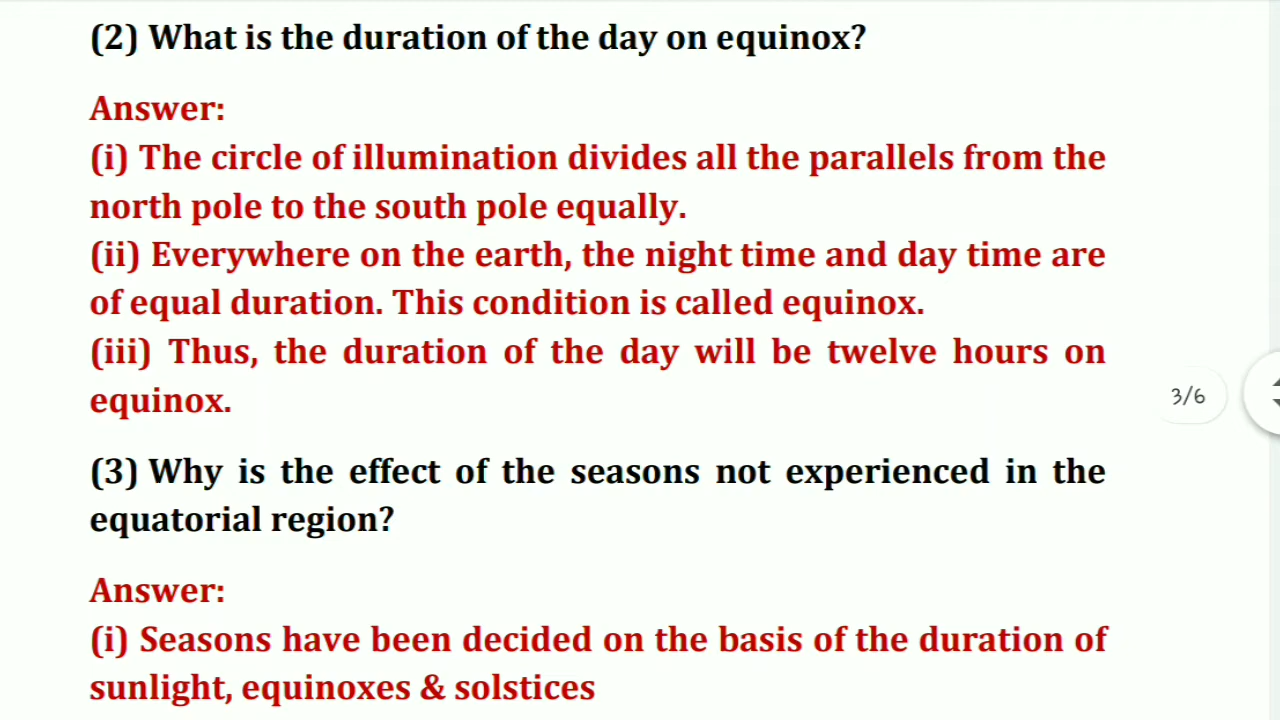 (2) What is the duration of the day on equinox?
Answer:
(i) The circle of illumination divides all the parallels from the
north pole to the south pole equally.
(ii) Everywhere on the earth, the night time and day time are
of equal duration. This condition is called equinox.
(iii) Thus, the duration of the day will be twelve hours on
equinox.
3/6
(3) Why is the effect of the seasons not experienced in the
equatorial region?
Answer:
(i) Seasons have been decided on the basis of the duration of
sunlight, equinoxes & solstices